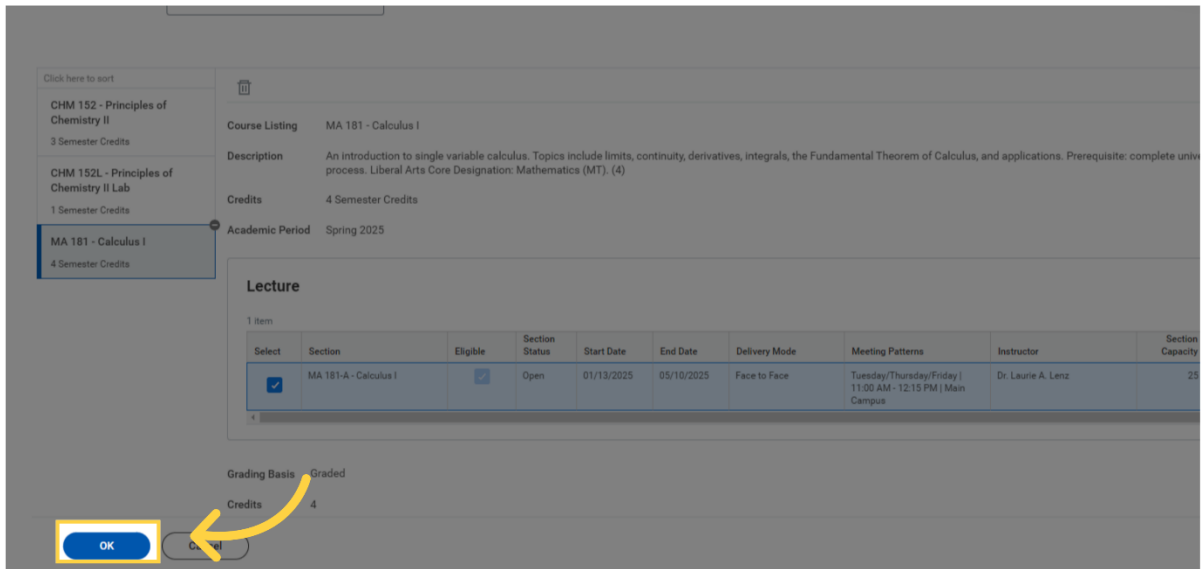 Click here to sort
CHM 152 - Principles of
Chemistry II
3 Semester Credits
CHM 152L - Principles of
Chemistry II Lab
1 Semester Credits
MA 181 - Calculus I
4 Semester Credits
Course Listing MA 181 - Calculus I
Description An introduction to single variable calculus. Topics include limits, continuity, derivatives, integrals, the Fundamental Theorem of Calculus, and applications. Prerequisite: complete unive
process. Liberal Arts Core Designation: Mathematics (MT). (4)
Credits 4 Semester Credits
Academic Period Spring 2025
Lecture
1 item
Select Section Eligible Section Status Start Date End Date Delivery Mode Meeting Patterns Instructor Section Capacity
MA 181-A - Calculus I Open 01/13/2025 05/10/2025 Face to Face Tuesday/Thursday/Friday | Dr. Laurie A. Lenz 25
11:00 AM - 12:15 PM | Main
Campus
Grading Basis Graded
Credits 4
OK